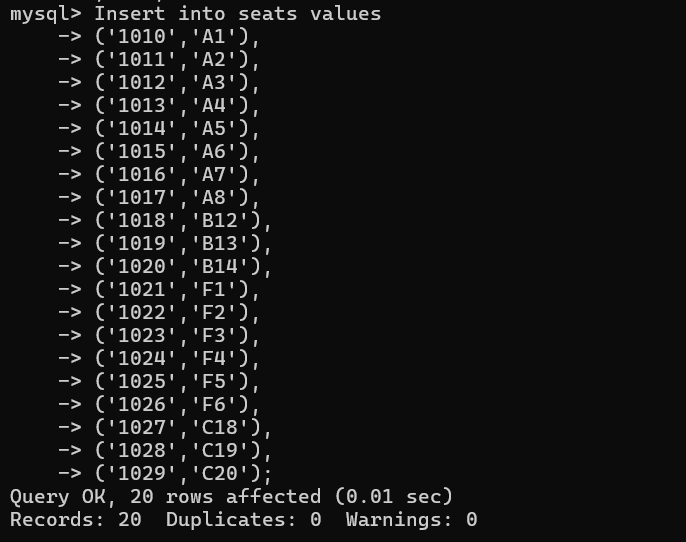 mysql> Insert into seats values
    -> ('1010','A1'),
    -> ('1011','A2'),
    -> ('1012','A3'),
    -> ('1013','A4'),
    -> ('1014','A5'),
    -> ('1015','A6'),
    -> ('1016','A7'),
    -> ('1017','A8'),
    -> ('1018','B12'),
    -> ('1019','B13'),
    -> ('1020','B14'),
    -> ('1021','F1'),
    -> ('1022','F2'),
    -> ('1023','F3'),
    -> ('1024','F4'),
    -> ('1025','F5'),
    -> ('1026','F6'),
    -> ('1027','C18'),
    -> ('1028','C19'),
    -> ('1029','C20');
Query OK, 20 rows affected (0.01 sec)
Records: 20  Duplicates: 0  Warnings: 0